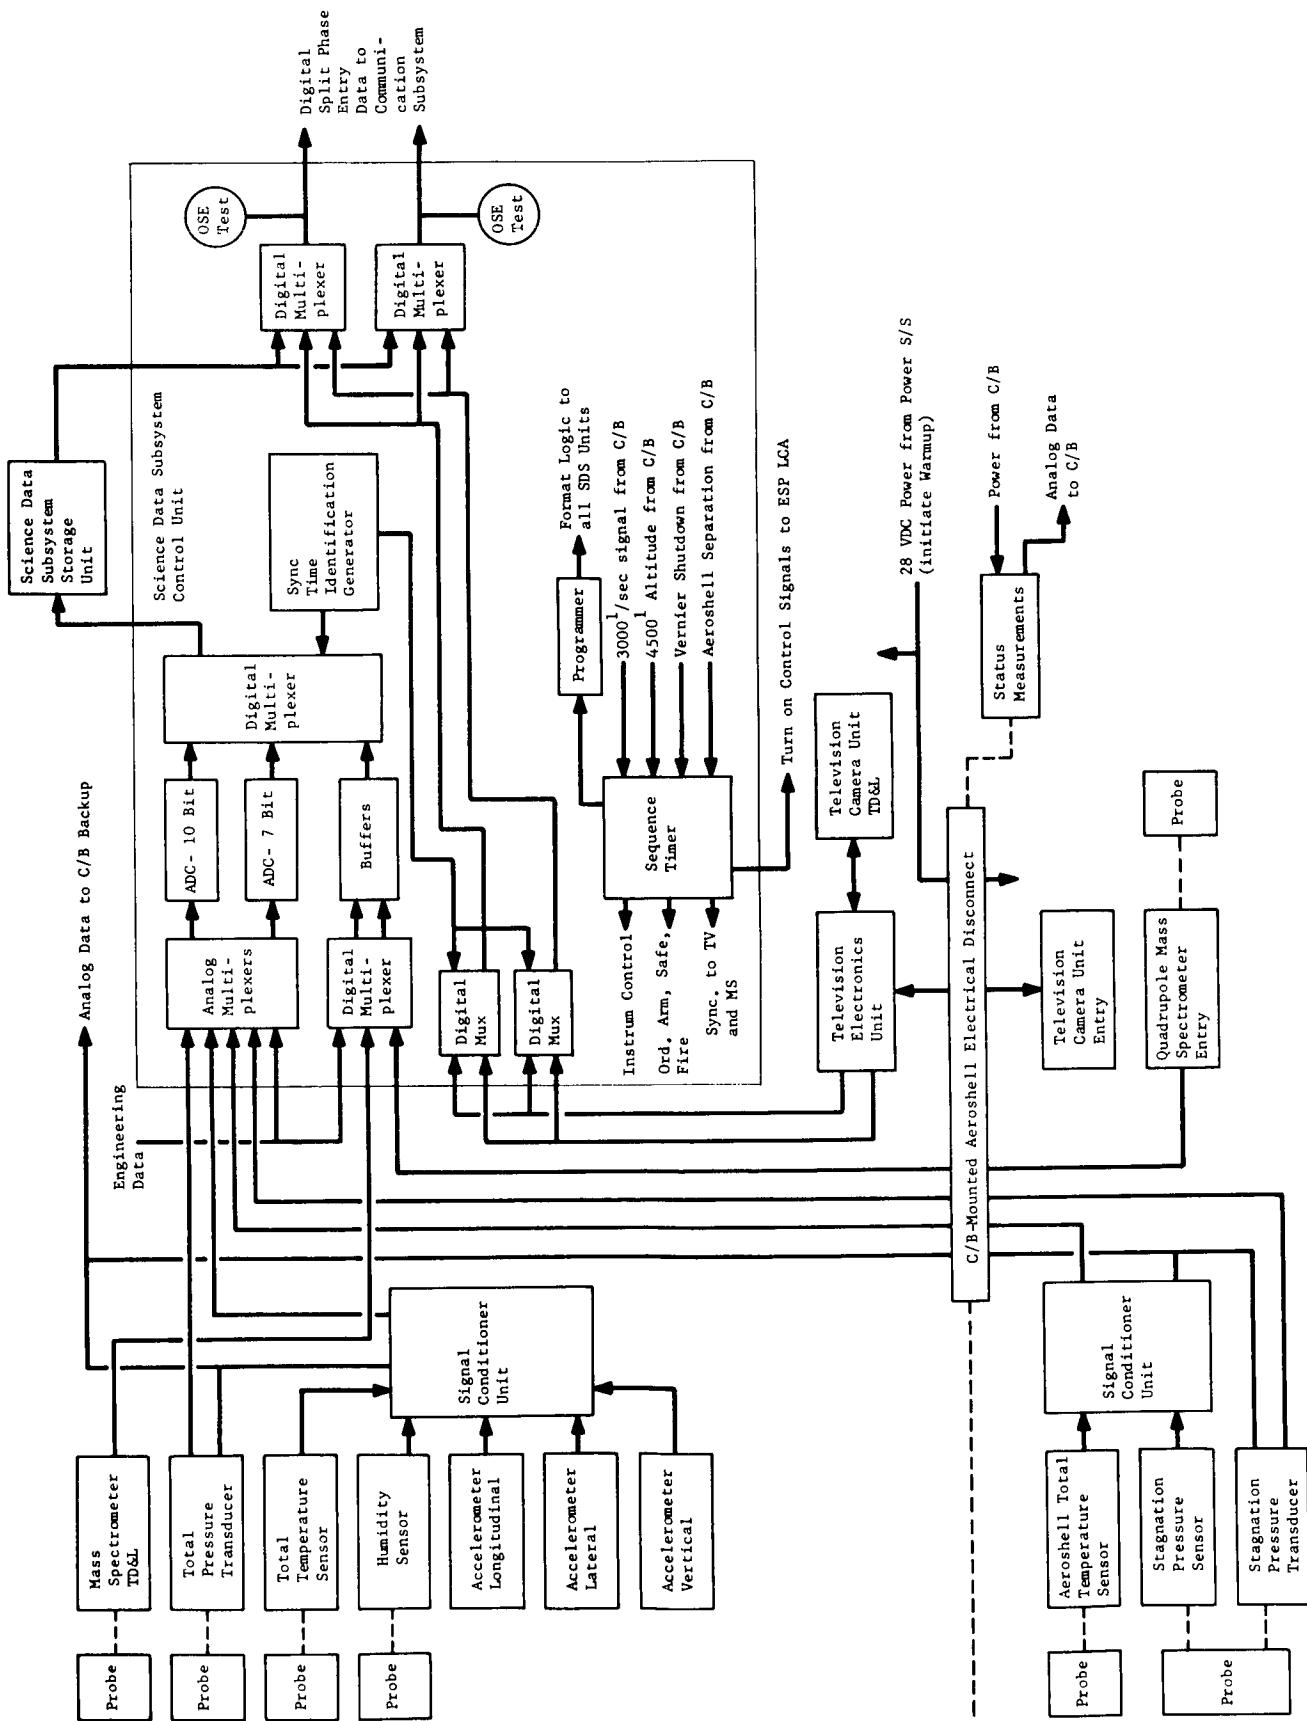 Probe
Mass
Spectrometer
TD&L
Probe
Total
Pressure
Transducer
Probe
Total
Temperature
Sensor
Probe
Humidity
Sensor
Accelerometer
Longitudinal
Accelerometer
Lateral
Accelerometer
Vertical
Signal
Conditioner
Unit
Analog Data to C/B Backup
Engineering
Data
Science Data
Subsystem
Storage
Unit
Science Data Subsystem
Control Unit
Analog
Multi-
plexers
ADC- 10 Bit
ADC- 7 Bit
Digital
Multi-
plexer
Buffers
Digital
Multi-
plexer
Sync
Time
Identification
Generator
Digital
Mux
Digital
Mux
OSE
Test
Digital
Multi-
plexer
Digital
Multi-
plexer
OSE
Test
Digital
Split Phase
Entry
Data to
Communi-
cation
Subsystem
Programmer
Format Logic to
all SDS Units
Instrum Control
Ord. Arm, Safe,
Fire
Sync. to TV
and MS
Sequence
Timer
3000¹/sec signal from C/B
4500¹ Altitude from C/B
Vernier Shutdown from C/B
Aeroshell Separation from C/B
Turn on Control Signals to ESP LCA
Television
Electronics
Unit
Television
Camera Unit
TD&L
28 VDC Power from Power S/S
(initiate Warmup)
C/B-Mounted Aeroshell Electrical Disconnect
Status
Measurements
Power from C/B
Analog Data
to C/B
Television
Camera Unit
Entry
Quadrupole Mass
Spectrometer
Entry
Probe
Probe
Aeroshell Total
Temperature
Sensor
Signal
Conditioner
Unit
Probe
Stagnation
Pressure
Sensor
Stagnation
Pressure
Transducer